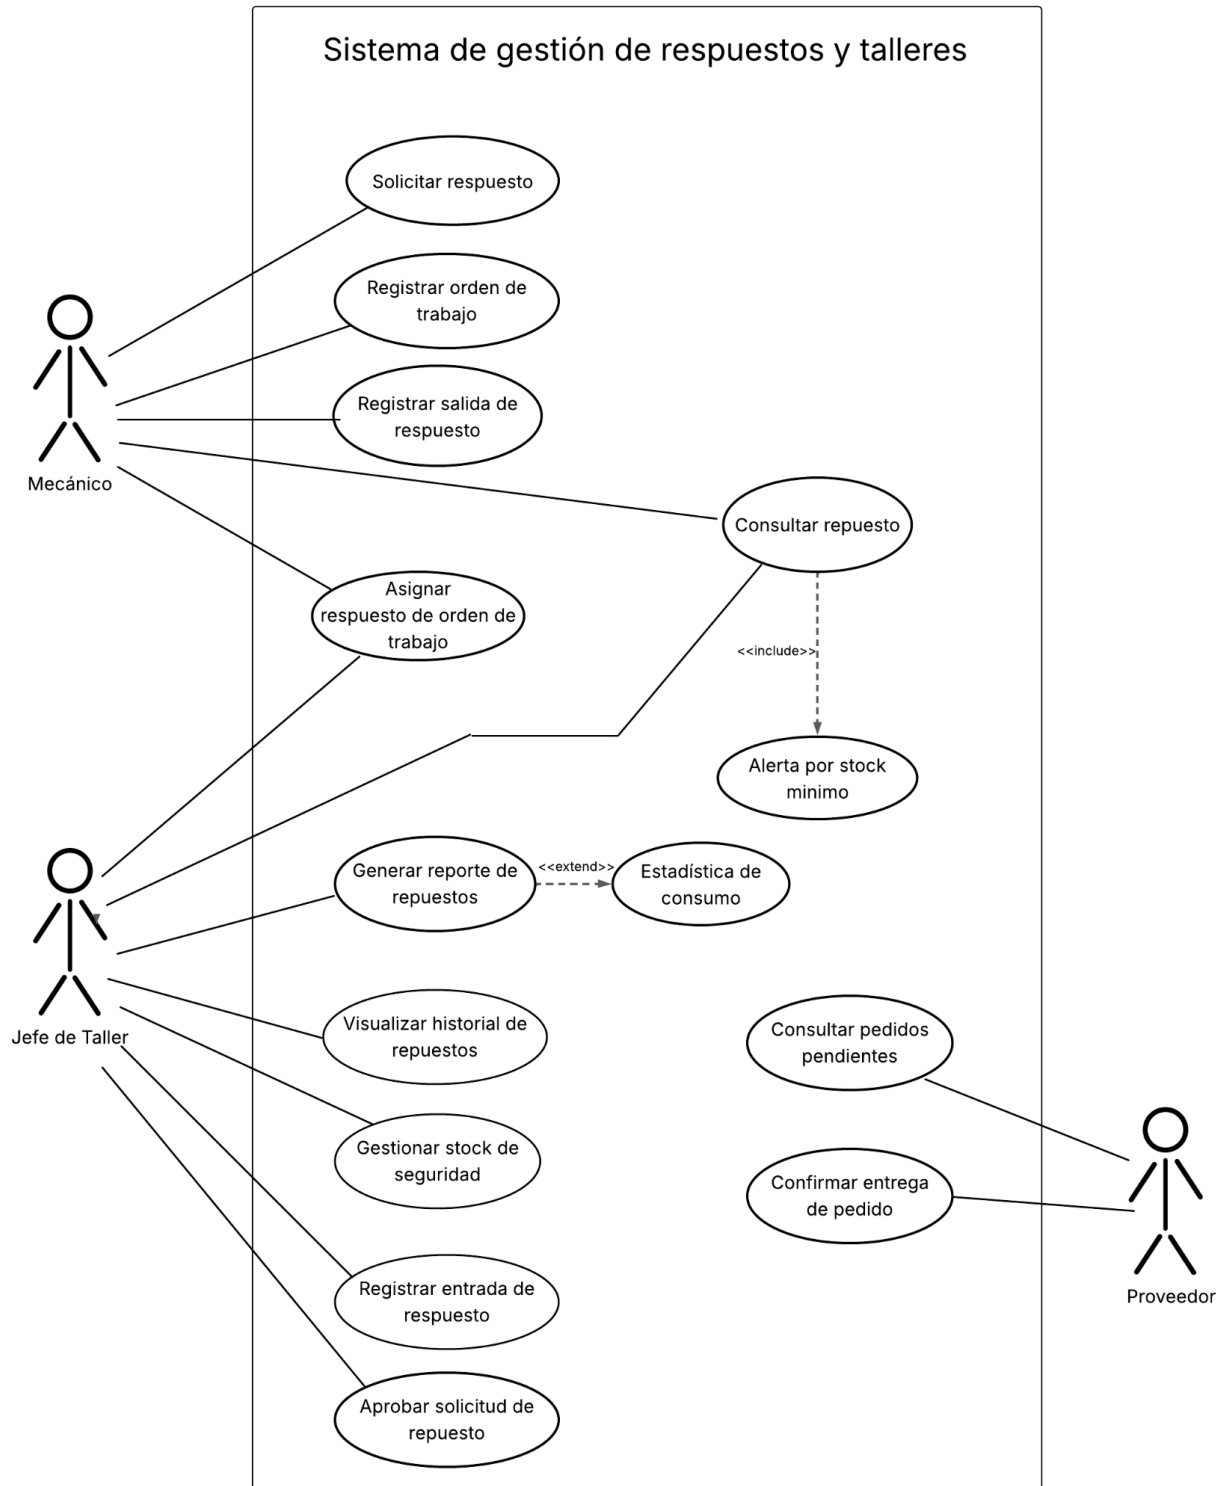 Sistema de gestión de respuestos y talleres
Solicitar respuesto
Registrar orden de
trabajo
Registrar salida de
respuesto
Mecánico
Consultar repuesto
Asignar
respuesto de orden de
trabajo
<<include>>
Alerta por stock
minimo
Generar reporte de
repuestos
<<extend>>
Estadística de
consumo
Jefe de Taller
Visualizar historial de
repuestos
Consultar pedidos
pendientes
Gestionar stock de
seguridad
Confirmar entrega
de pedido
Proveedor
Registrar entrada de
respuesto
Aprobar solicitud de
repuesto